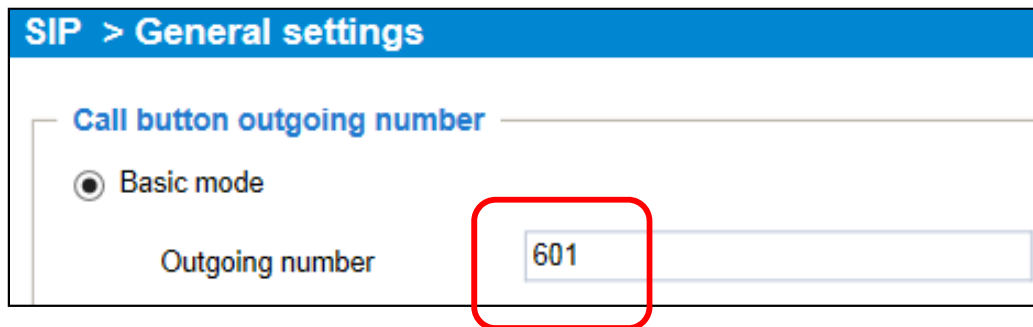 SIP > General settings
Call button outgoing number
Basic mode
Outgoing number 601